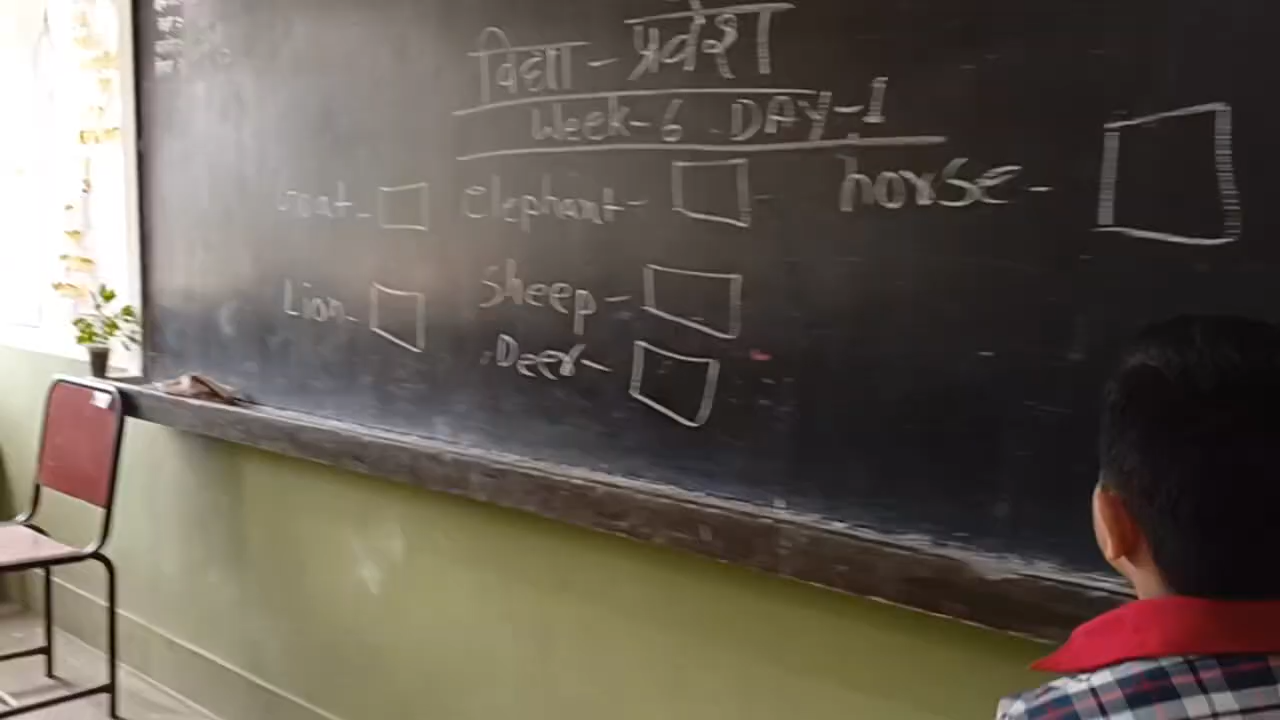 विद्या - प्रवेश
Week-6 DAY-1
Goat- elephant- horse-
Lion- Sheep-
Deer-